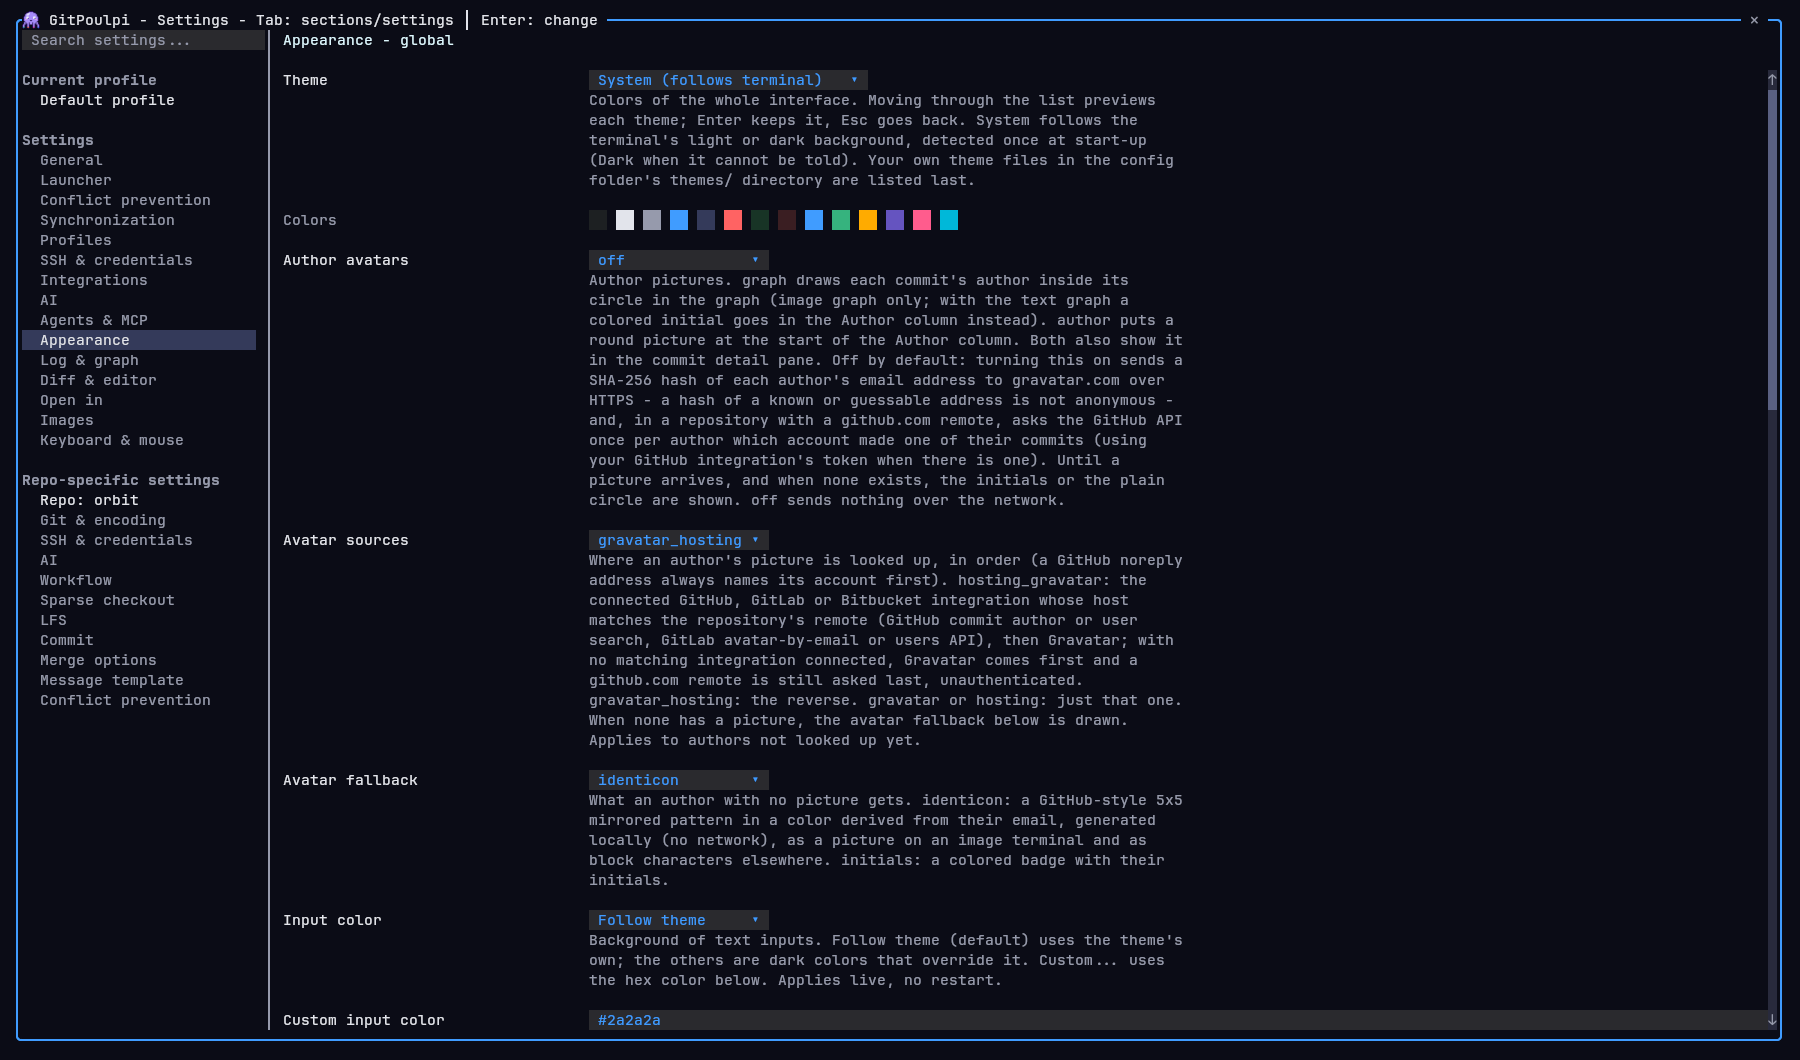 GitPoulpi - Settings - Tab: sections/settings | Enter: change ×
Search settings...
Current profile
Default profile
Settings
General
Launcher
Conflict prevention
Synchronization
Profiles
SSH & credentials
Integrations
AI
Agents & MCP
Appearance
Log & graph
Diff & editor
Open in
Images
Keyboard & mouse
Repo-specific settings
Repo: orbit
Git & encoding
SSH & credentials
AI
Workflow
Sparse checkout
LFS
Commit
Merge options
Message template
Conflict prevention
Appearance - global
Theme
System (follows terminal) ▾
Colors of the whole interface. Moving through the list previews
each theme; Enter keeps it, Esc goes back. System follows the
terminal's light or dark background, detected once at start-up
(Dark when it cannot be told). Your own theme files in the config
folder's themes/ directory are listed last.
Colors
Author avatars
off ▾
Author pictures. graph draws each commit's author inside its
circle in the graph (image graph only; with the text graph a
colored initial goes in the Author column instead). author puts a
round picture at the start of the Author column. Both also show it
in the commit detail pane. Off by default: turning this on sends a
SHA-256 hash of each author's email address to gravatar.com over
HTTPS - a hash of a known or guessable address is not anonymous -
and, in a repository with a github.com remote, asks the GitHub API
once per author which account made one of their commits (using
your GitHub integration's token when there is one). Until a
picture arrives, and when none exists, the initials or the plain
circle are shown. off sends nothing over the network.
Avatar sources
gravatar_hosting ▾
Where an author's picture is looked up, in order (a GitHub noreply
address always names its account first). hosting_gravatar: the
connected GitHub, GitLab or Bitbucket integration whose host
matches the repository's remote (GitHub commit author or user
search, GitLab avatar-by-email or users API), then Gravatar; with
no matching integration connected, Gravatar comes first and a
github.com remote is still asked last, unauthenticated.
gravatar_hosting: the reverse. gravatar or hosting: just that one.
When none has a picture, the avatar fallback below is drawn.
Applies to authors not looked up yet.
Avatar fallback
identicon ▾
What an author with no picture gets. identicon: a GitHub-style 5x5
mirrored pattern in a color derived from their email, generated
locally (no network), as a picture on an image terminal and as
block characters elsewhere. initials: a colored badge with their
initials.
Input color
Follow theme ▾
Background of text inputs. Follow theme (default) uses the theme's
own; the others are dark colors that override it. Custom... uses
the hex color below. Applies live, no restart.
Custom input color
#2a2a2a